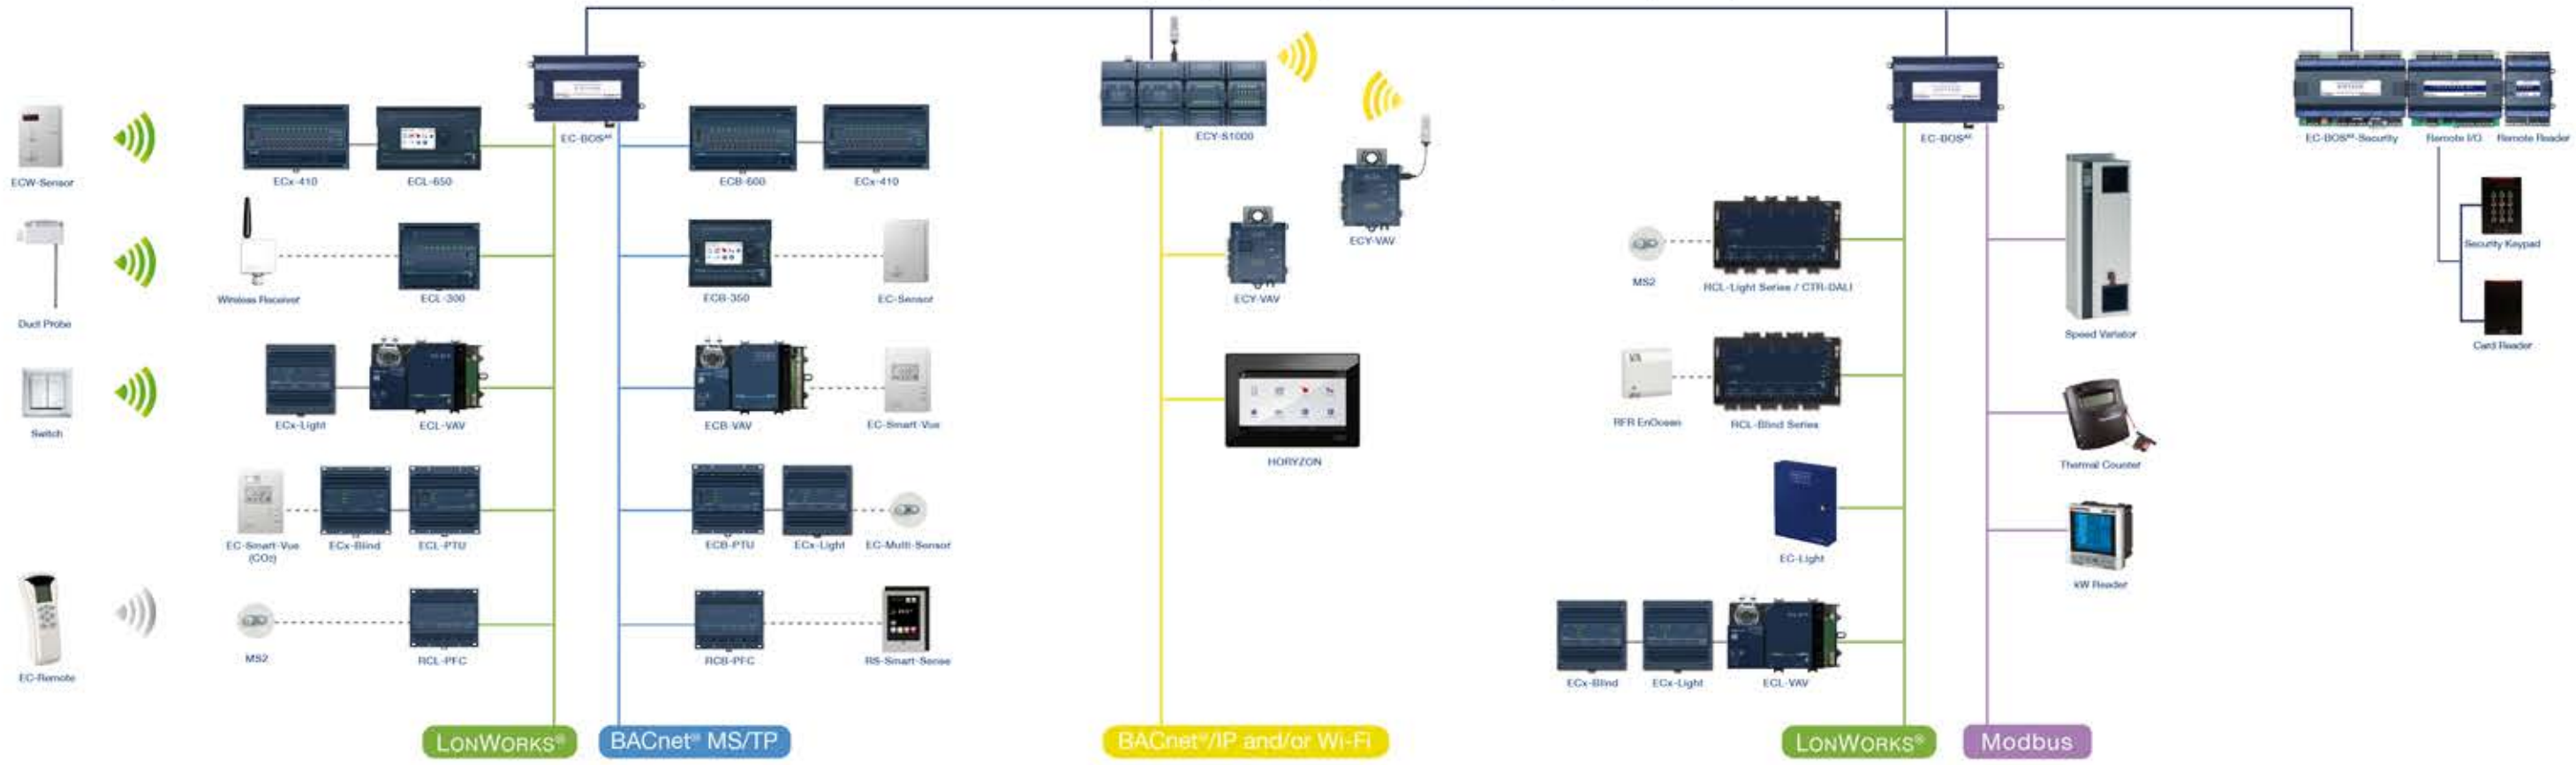 EC-BOSAX
ECY-S1000
EC-BOSAX
EC-BOSAX-Security
Remote I/O
Remote Reader
ECW-Sensor
ECx-410
ECL-650
ECB-600
ECx-410
ECY-VAV
Security Keypad
Wireless Receiver
ECL-300
ECB-350
EC-Sensor
ECY-VAV
MS2
RCL-Light Series / CTR-DALI
Duct Probe
Speed Variator
Card Reader
Switch
ECx-Light
ECL-VAV
ECB-VAV
EC-Smart-Vue
HORYZON
RFR EnOcean
RCL-Blind Series
Thermal Counter
EC-Smart-Vue
(CO2)
ECx-Blind
ECL-PTU
ECB-PTU
ECx-Light
EC-Multi-Sensor
EC-Light
kW Reader
EC-Remote
MS2
RCL-PFC
RCB-PFC
RS-Smart-Sense
ECx-Blind
ECx-Light
ECL-VAV
LONWORKS®
BACnet® MS/TP
BACnet®/IP and/or Wi-Fi
LONWORKS®
Modbus